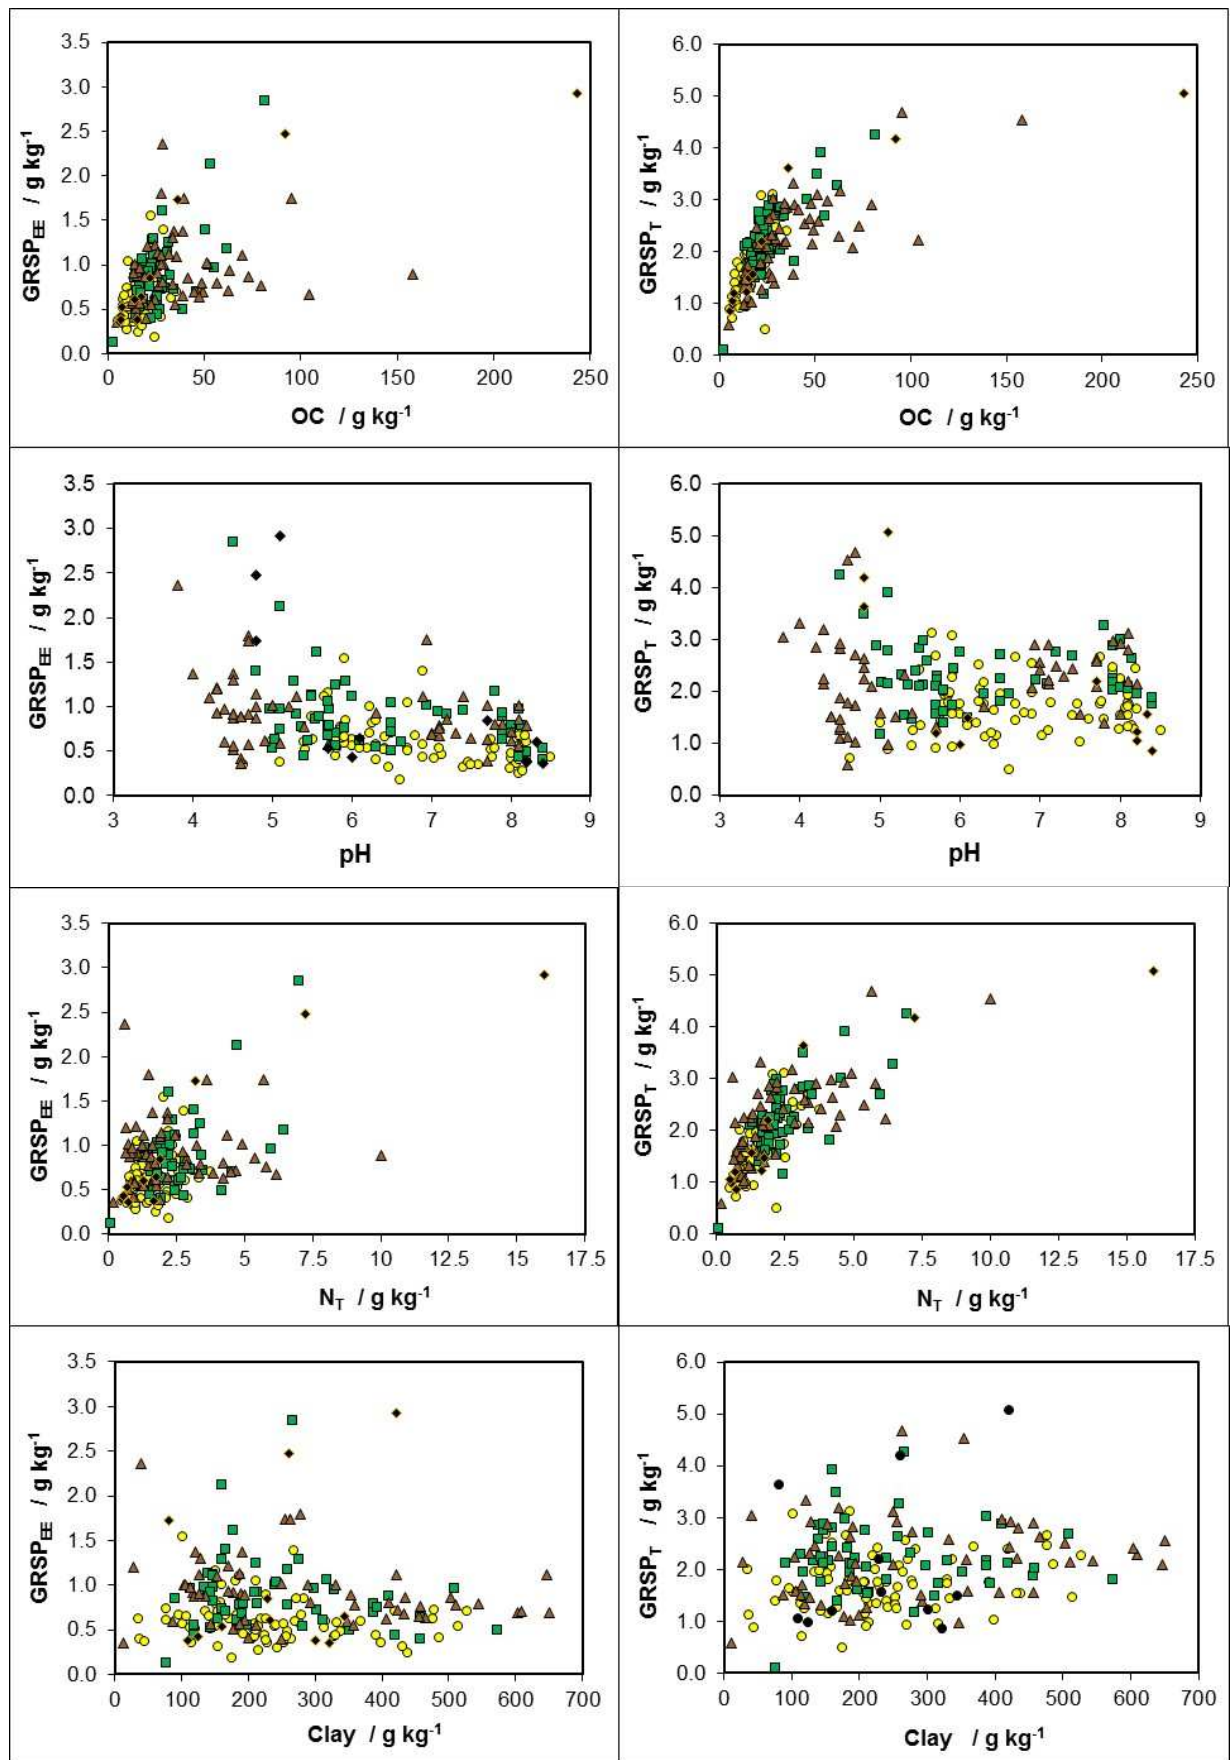 3.5
3.0
2.5
2.0
1.5
1.0
0.5
0.0
GRSP_EE / g kg⁻¹
0 50 100 150 200 250
OC / g kg⁻¹
6.0
5.0
4.0
3.0
2.0
1.0
0.0
GRSP_T / g kg⁻¹
0 50 100 150 200 250
OC / g kg⁻¹
3.5
3.0
2.5
2.0
1.5
1.0
0.5
0.0
GRSP_EE / g kg⁻¹
3 4 5 6 7 8 9
pH
6.0
5.0
4.0
3.0
2.0
1.0
0.0
GRSP_T / g kg⁻¹
3 4 5 6 7 8 9
pH
3.5
3.0
2.5
2.0
1.5
1.0
0.5
0.0
GRSP_EE / g kg⁻¹
0 2.5 5 7.5 10 12.5 15 17.5
N_T / g kg⁻¹
6.0
5.0
4.0
3.0
2.0
1.0
0.0
GRSP_T / g kg⁻¹
0.0 2.5 5.0 7.5 10.0 12.5 15.0 17.5
N_T / g kg⁻¹
3.5
3.0
2.5
2.0
1.5
1.0
0.5
0.0
GRSP_EE / g kg⁻¹
0 100 200 300 400 500 600 700
Clay / g kg⁻¹
6.0
5.0
4.0
3.0
2.0
1.0
0.0
GRSP_T / g kg⁻¹
0 100 200 300 400 500 600 700
Clay / g kg⁻¹